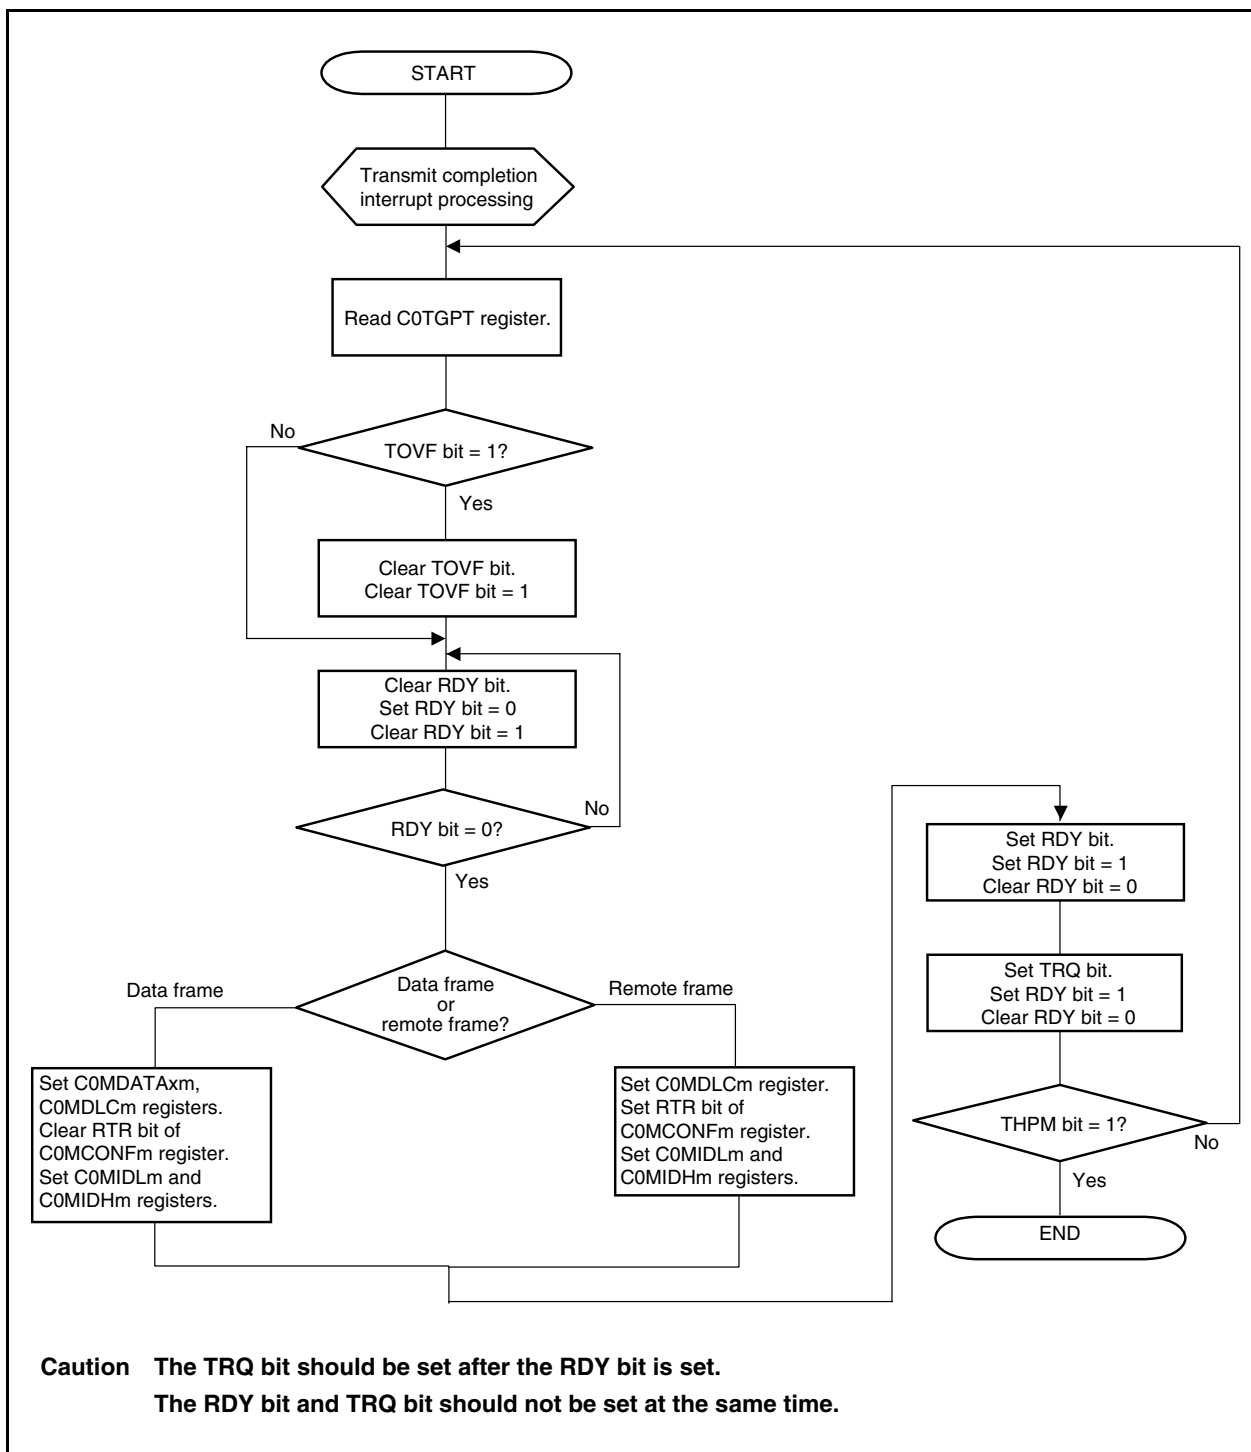 START
Transmit completion
interrupt processing
Read C0TGPT register.
TOVF bit = 1?
No
Yes
Clear TOVF bit.
Clear TOVF bit = 1
Clear RDY bit.
Set RDY bit = 0
Clear RDY bit = 1
RDY bit = 0?
No
Yes
Data frame
or
remote frame?
Data frame
Remote frame
Set C0MDATAxm,
C0MDLCm registers.
Clear RTR bit of
C0MCONFm register.
Set C0MIDLm and
C0MIDHm registers.
Set C0MDLCm register.
Set RTR bit of
C0MCONFm register.
Set C0MIDLm and
C0MIDHm registers.
Set RDY bit.
Set RDY bit = 1
Clear RDY bit = 0
Set TRQ bit.
Set RDY bit = 1
Clear RDY bit = 0
THPM bit = 1?
No
Yes
END
Caution The TRQ bit should be set after the RDY bit is set.
The RDY bit and TRQ bit should not be set at the same time.